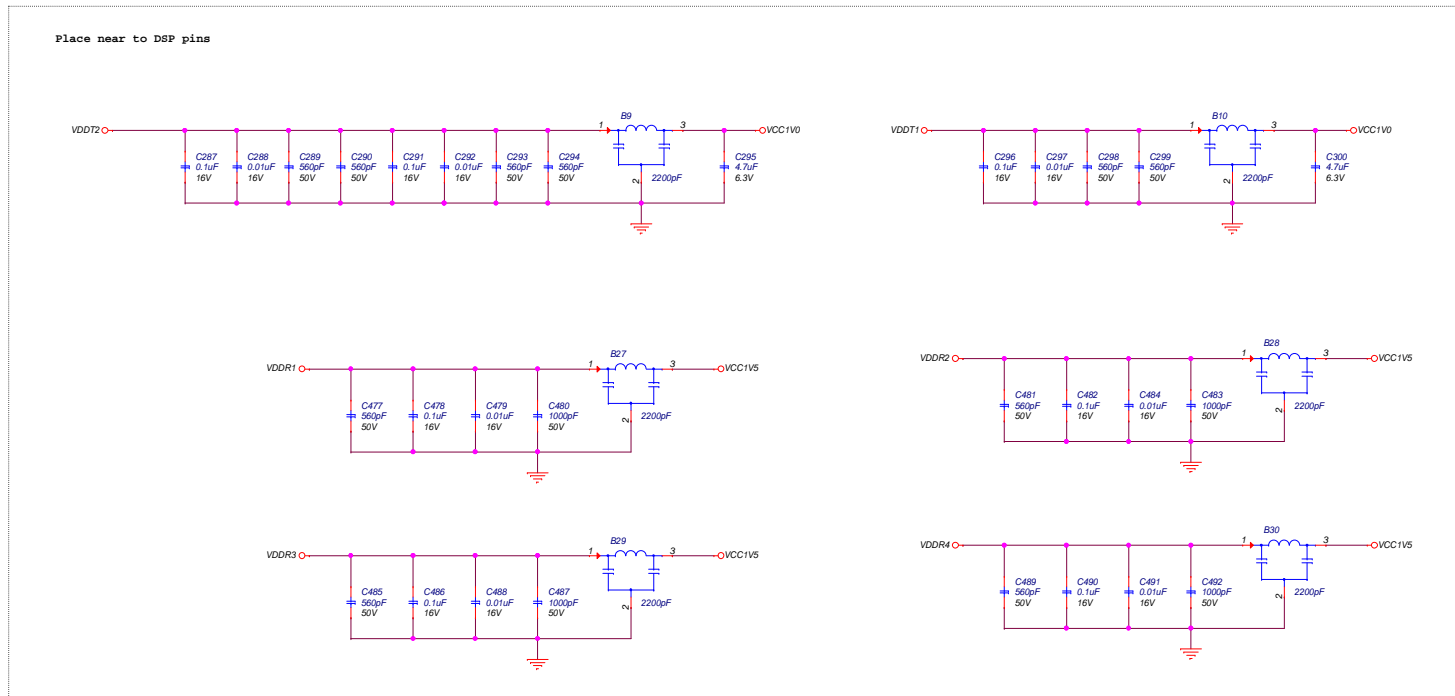 Place near to DSP pins
B9
VDDT2
1
3
VCC1V0
C287
0.1uF
16V
C288
0.01uF
16V
C289
560pF
50V
C290
560pF
50V
C291
0.1uF
16V
C292
0.01uF
16V
C293
560pF
50V
C294
560pF
50V
2
2200pF
C295
4.7uF
6.3V
B10
VDDT1
1
3
VCC1V0
C296
0.1uF
16V
C297
0.01uF
16V
C298
560pF
50V
C299
560pF
50V
2
2200pF
C300
4.7uF
6.3V
B27
VDDR1
1
3
VCC1V5
C477
560pF
50V
C478
0.1uF
16V
C479
0.01uF
16V
C480
1000pF
50V
2
2200pF
B28
VDDR2
1
3
VCC1V5
C481
560pF
50V
C482
0.1uF
16V
C484
0.01uF
16V
C483
1000pF
50V
2
2200pF
B29
VDDR3
1
3
VCC1V5
C485
560pF
50V
C486
0.1uF
16V
C488
0.01uF
16V
C487
1000pF
50V
2
2200pF
B30
VDDR4
1
3
VCC1V5
C489
560pF
50V
C490
0.1uF
16V
C491
0.01uF
16V
C492
1000pF
50V
2
2200pF